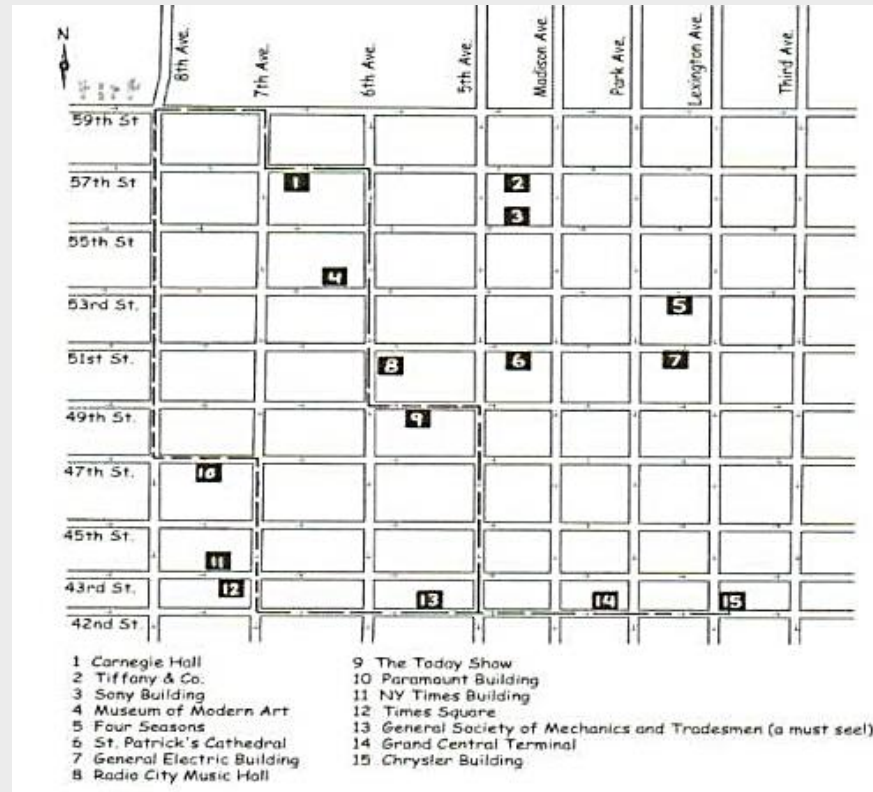 N
8th Ave.
7th Ave.
6th Ave.
5th Ave.
Madison Ave
Park Ave.
Lexington Ave.
Third Ave.
59th St
57th St
1
2
3
55th St
4
53rd St.
5
51st St.
8
6
7
49th St.
9
47th St.
10
45th St.
11
43rd St.
12
13
14
15
42nd St.
1 Carnegie Hall
2 Tiffany & Co.
3 Sony Building
4 Museum of Modern Art
5 Four Seasons
6 St. Patrick's Cathedral
7 General Electric Building
8 Radio City Music Hall
9 The Today Show
10 Paramount Building
11 NY Times Building
12 Times Square
13 General Society of Mechanics and Tradesmen (a must see!)
14 Grand Central Terminal
15 Chrysler Building